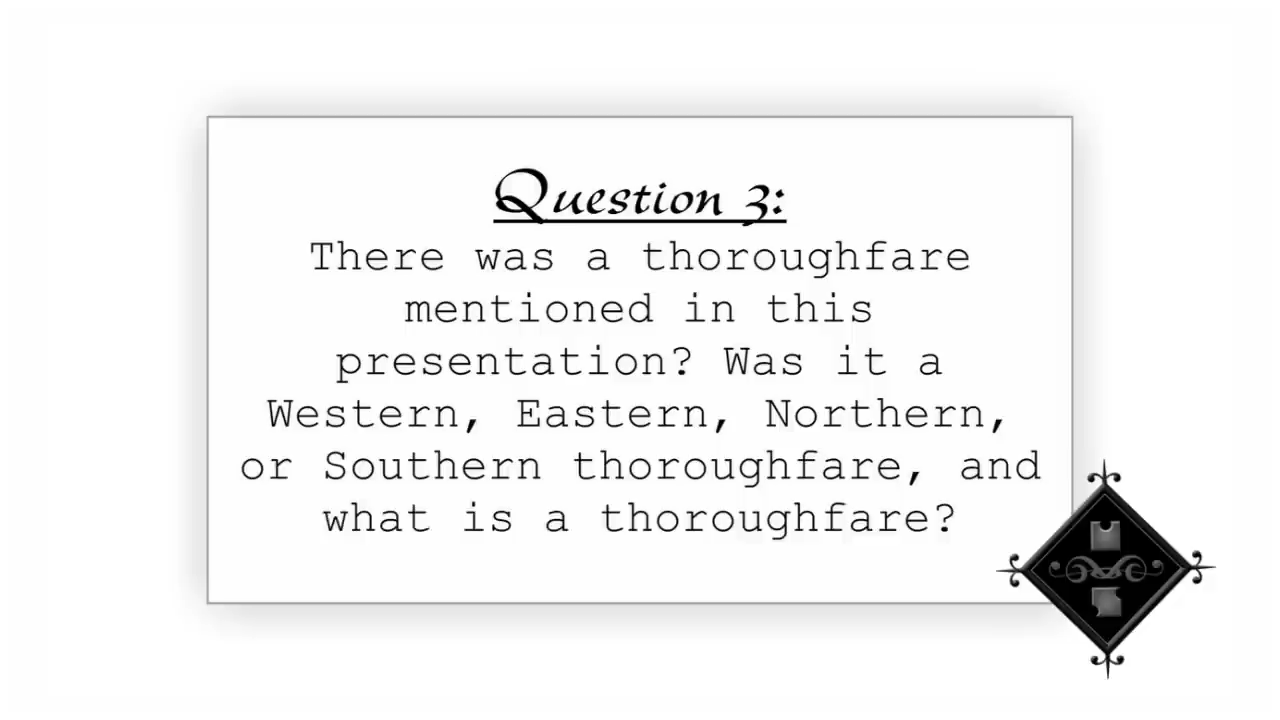 Question 3:
There was a thoroughfare
mentioned in this
presentation? Was it a
Western, Eastern, Northern,
or Southern thoroughfare, and
what is a thoroughfare?